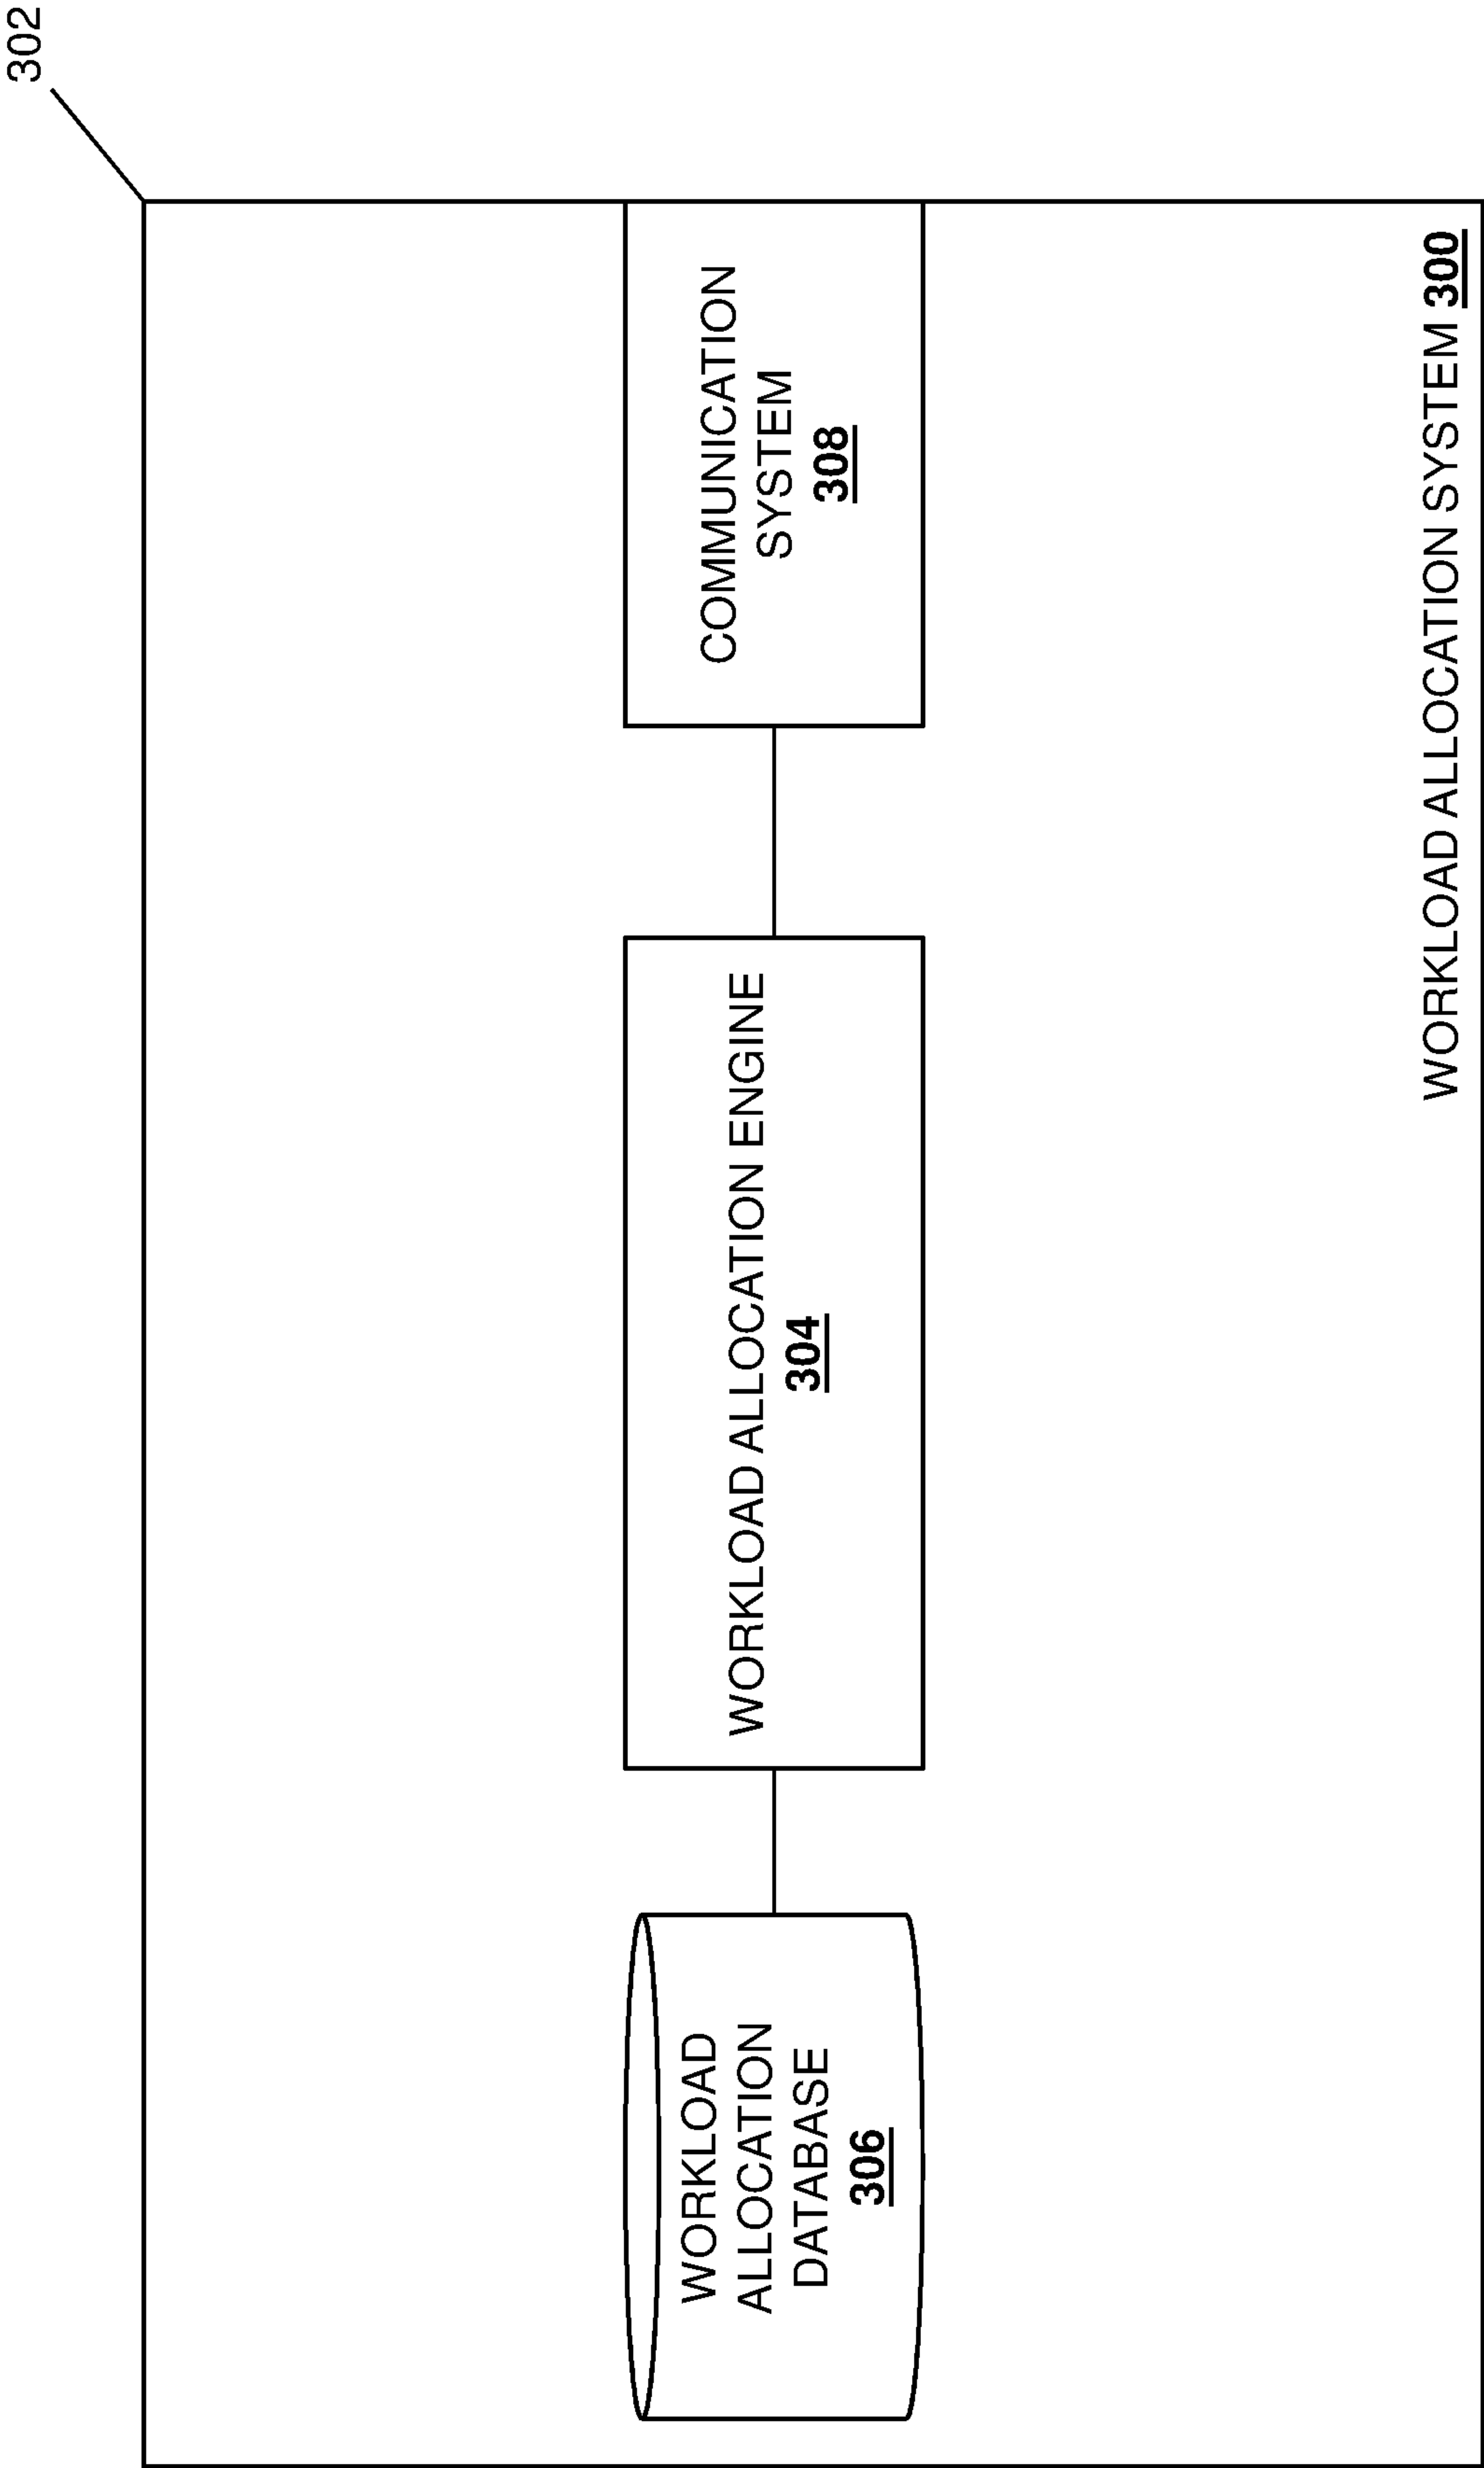 302
WORKLOAD
ALLOCATION
DATABASE
306
WORKLOAD ALLOCATION ENGINE
304
COMMUNICATION
SYSTEM
308
WORKLOAD ALLOCATION SYSTEM 300